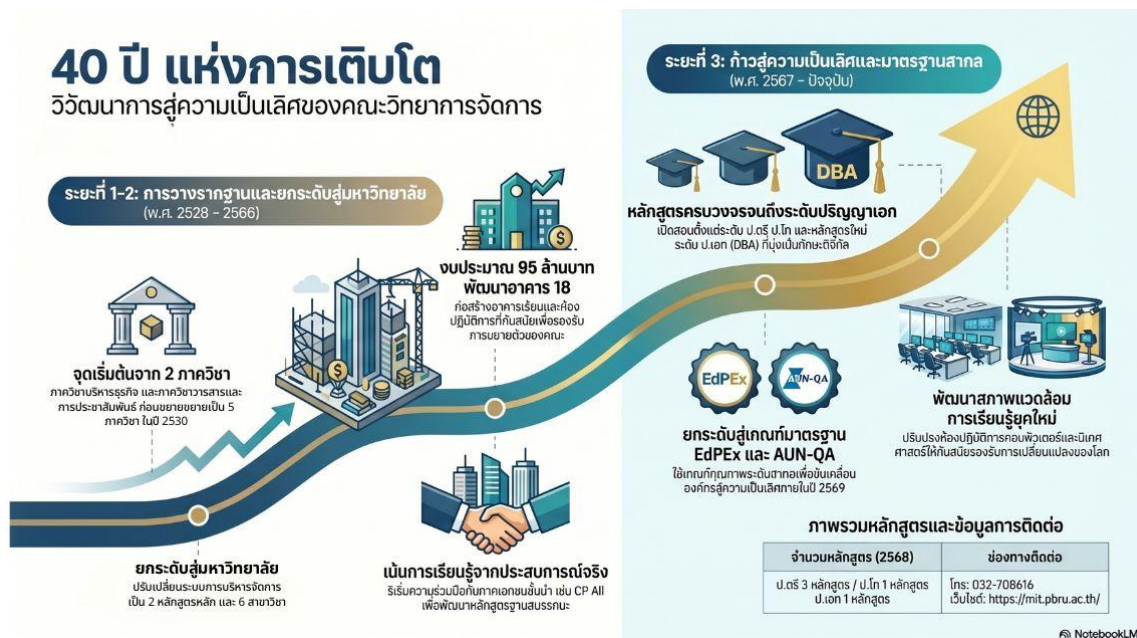 40 ปี แห่งการเติบโต
วิวัฒนาการสู่ความเป็นเลิศของคณะวิทยาการจัดการ
ระยะที่ 1-2: การวางรากฐานและยกระดับสู่มหาวิทยาลัย
(พ.ศ. 2528 – 2566)
จุดเริ่มต้นจาก 2 ภาควิชา
ภาควิชาบริหารธุรกิจ และภาควิชาวารสารและ
การประชาสัมพันธ์ ก่อนขยายขยายเป็น 5
ภาควิชา ในปี 2530
งบประมาณ 95 ล้านบาท
พัฒนาอาคาร 18
ก่อสร้างอาคารเรียนและห้อง
ปฏิบัติการที่ทันสมัยเพื่อรองรับ
การขยายตัวของคณะ
ยกระดับสู่มหาวิทยาลัย
ปรับเปลี่ยนระบบการบริหารจัดการ
เป็น 2 หลักสูตรหลัก และ 6 สาขาวิชา
เน้นการเรียนรู้จากประสบการณ์จริง
ริเริ่มความร่วมมือกับภาคเอกชนชั้นนำ เช่น CP All
เพื่อพัฒนาหลักสูตรฐานสมรรถนะ
ระยะที่ 3: ก้าวสู่ความเป็นเลิศและมาตรฐานสากล
(พ.ศ. 2567 – ปัจจุบัน)
DBA
หลักสูตรครบวงจรจนถึงระดับปริญญาเอก
เปิดสอนตั้งแต่ระดับ ป.ตรี ป.โท และหลักสูตรใหม่
ระดับ ป.เอก (DBA) ที่มุ่งเน้นทักษะดิจิทัล
EdPEx
AUN-QA
ยกระดับสู่เกณฑ์มาตรฐาน
EdPEx และ AUN-QA
ใช้เกณฑ์คุณภาพระดับสากลเพื่อขับเคลื่อน
องค์กรสู่ความเป็นเลิศภายในปี 2569
พัฒนาสภาพแวดล้อม
การเรียนรู้ยุคใหม่
ปรับปรุงห้องปฏิบัติการคอมพิวเตอร์และนิเทศ
ศาสตร์ให้ทันสมัยรองรับการเปลี่ยนแปลงของโลก
ภาพรวมหลักสูตรและข้อมูลการติดต่อ
จำนวนหลักสูตร (2568)
ป.ตรี 3 หลักสูตร / ป.โท 1 หลักสูตร
ป.เอก 1 หลักสูตร
ช่องทางติดต่อ
โทร: 032-708616
เว็บไซต์: https://mit.pbru.ac.th/
NotebookLM